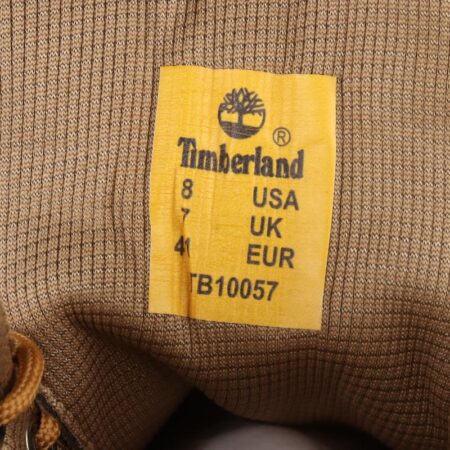 ®
Timberland
8 USA
7 UK
41 EUR
TB10057